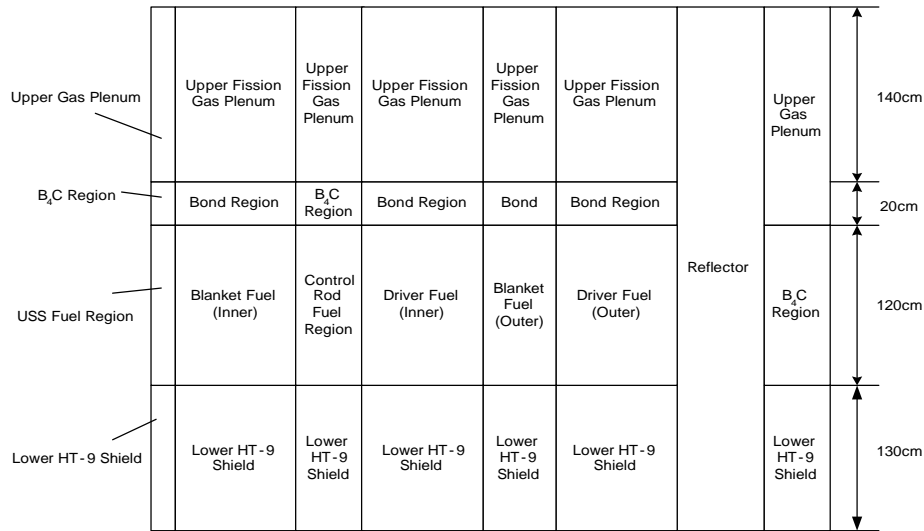 Upper Gas Plenum
B4C Region
USS Fuel Region
Lower HT-9 Shield
Upper Fission
Gas Plenum
Upper
Fission
Gas
Plenum
Upper Fission
Gas Plenum
Upper
Fission
Gas
Plenum
Upper Fission
Gas Plenum
Upper
Gas
Plenum
140cm
Bond Region
B4C
Region
Bond Region
Bond
Bond Region
20cm
Blanket Fuel
(Inner)
Control
Rod
Fuel
Region
Driver Fuel
(Inner)
Blanket
Fuel
(Outer)
Driver Fuel
(Outer)
Reflector
B4C
Region
120cm
Lower HT-9
Shield
Lower
HT-9
Shield
Lower HT-9
Shield
Lower
HT-9
Shield
Lower HT-9
Shield
Lower
HT-9
Shield
130cm